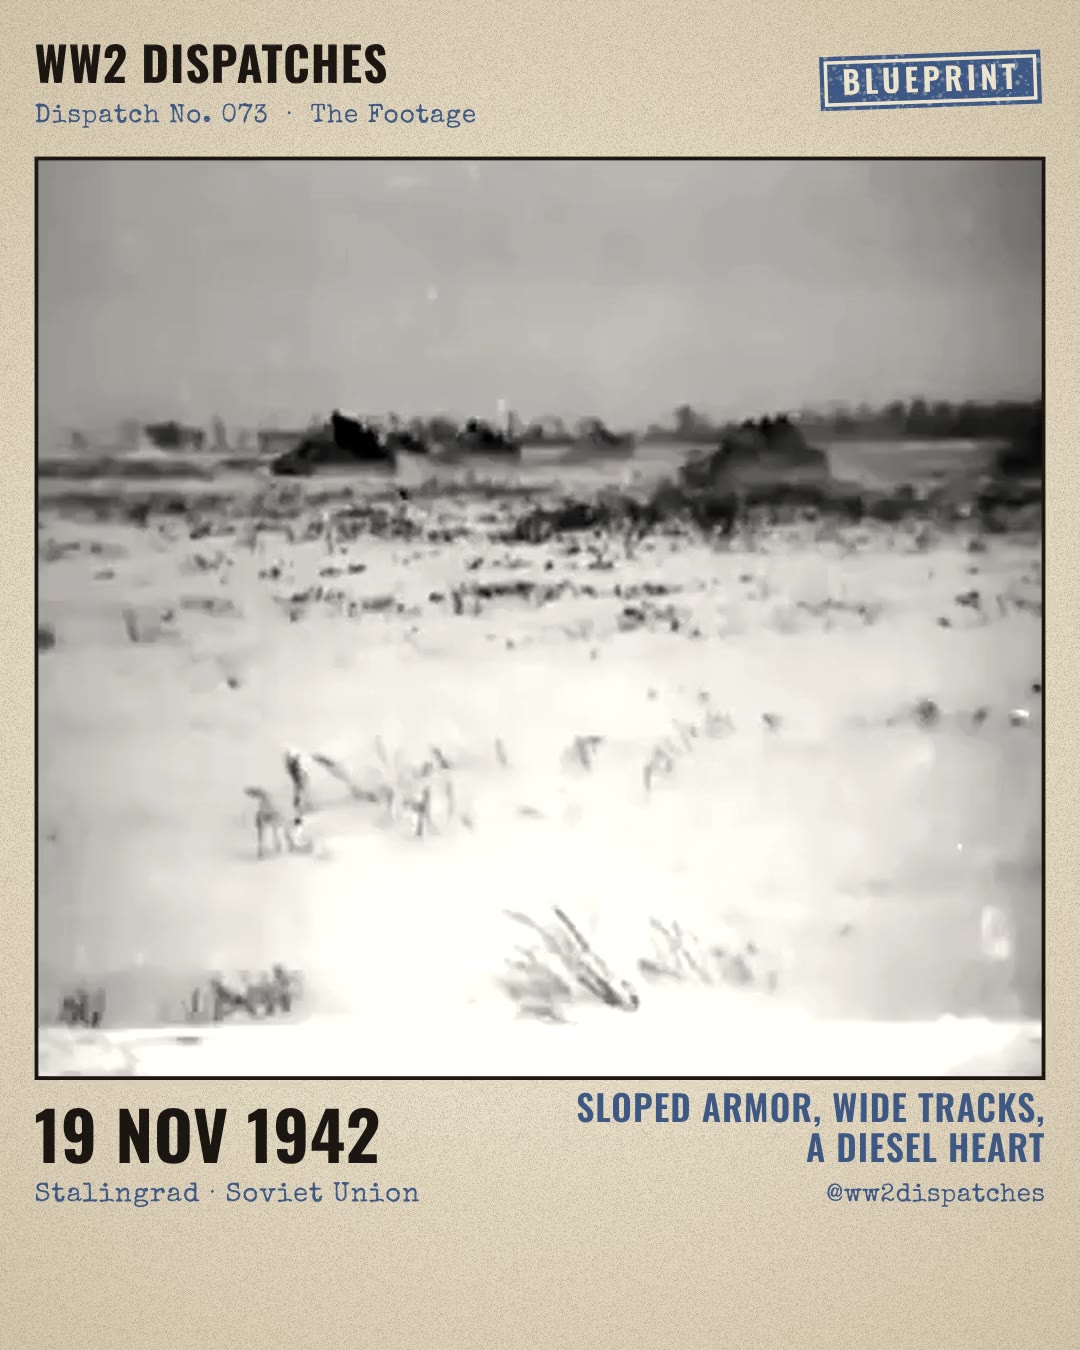 WW2 DISPATCHES
Dispatch No. 073 · The Footage
BLUEPRINT
19 NOV 1942
Stalingrad · Soviet Union
SLOPED ARMOR, WIDE TRACKS,
A DIESEL HEART
@ww2dispatches